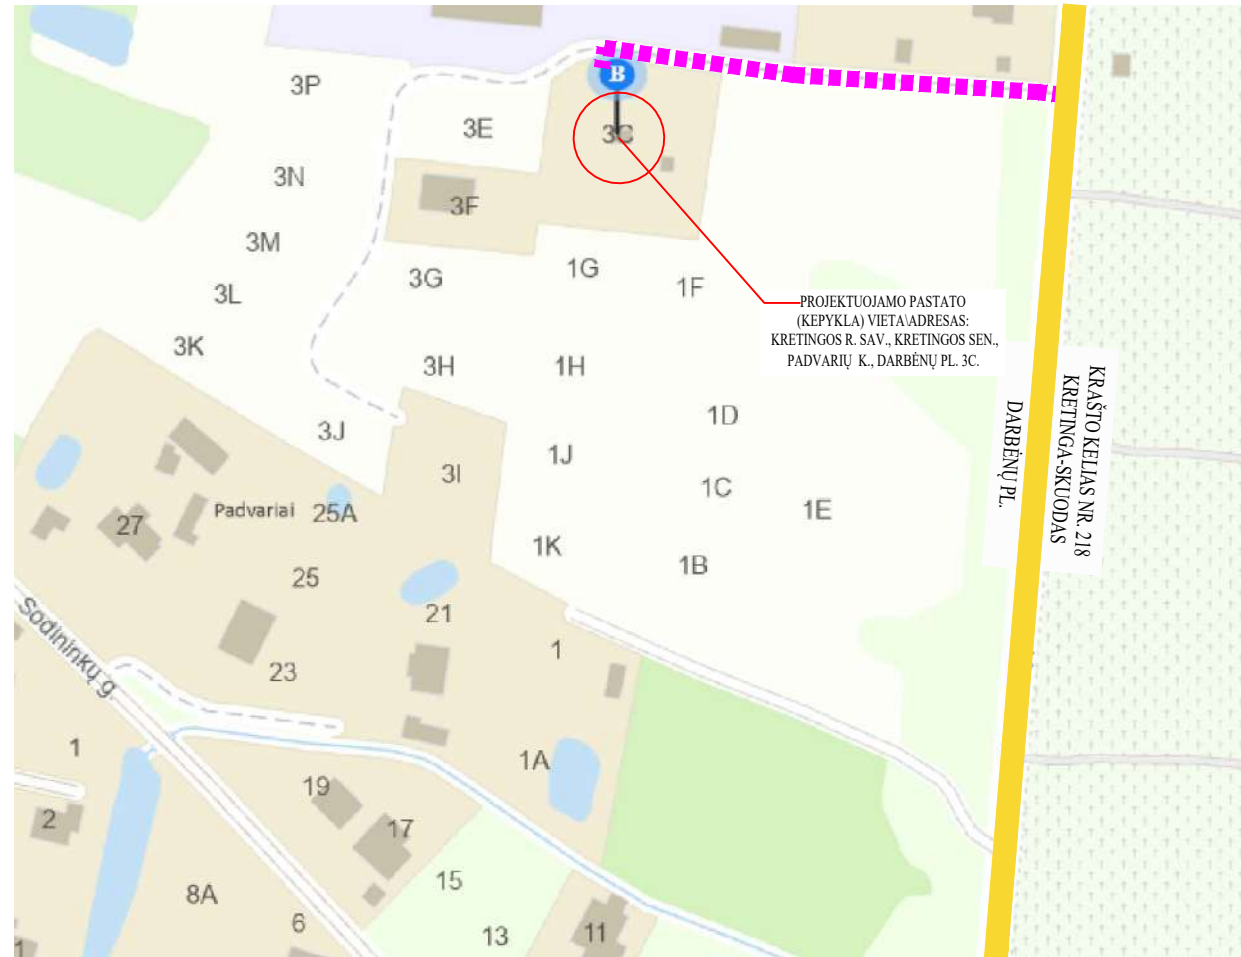 B
3P
3E
3C
3N
3F
3M
3G
1G
1F
3L
PROJEKTUOJAMO PASTATO
(KEPYKLA) VIETA\ADRESAS:
KRETINGOS R. SAV., KRETINGOS SEN.,
PADVARIŲ K., DARBĖNŲ PL. 3C.
3K
3H
1H
KRAŠTO KELIAS NR. 218
KRETINGA-SKUODAS
DARBĖNŲ PL.
1D
3J
1J
3I
1C
1E
Padvariai
25A
27
1K
1B
25
21
Sodininkų g.
1
23
1
1A
19
2
17
15
8A
6
13
11
1